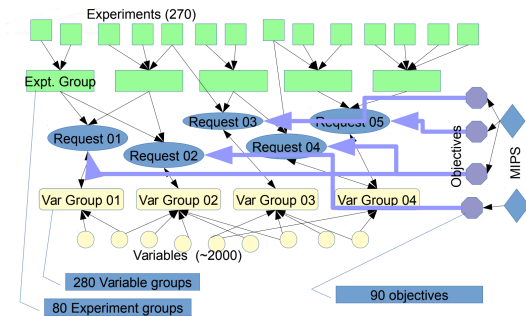 Experiments (270)
Expt. Group
Request 01
Request 02
Request 03
Request 04
Request 05
Objectives
MIPS
Var Group 01
Var Group 02
Var Group 03
Var Group 04
Variables (~2000)
280 Variable groups
80 Experiment groups
90 objectives